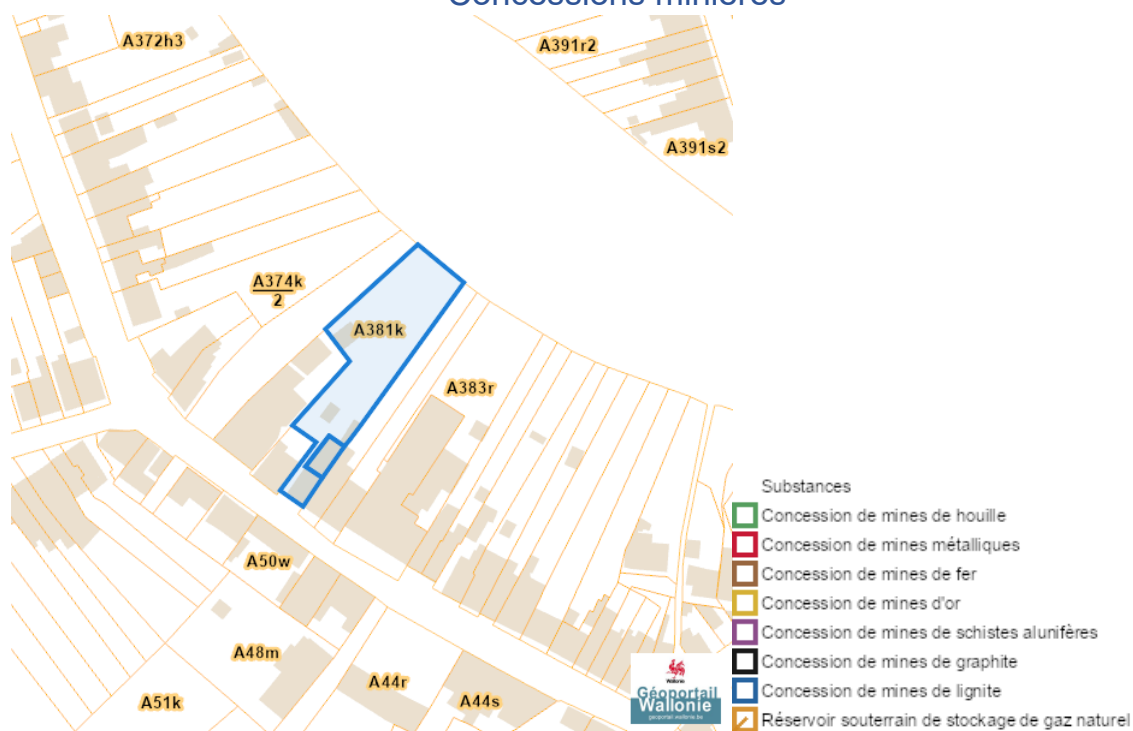 Concessions minières
A372h3
A391r2
A391s2
A374k
2
A381k
A383r
A50w
A48m
A44r
A44s
A51k
Wallonie
Géoportail
Wallonie
geoportail.wallonie.be
Substances
Concession de mines de houille
Concession de mines métalliques
Concession de mines de fer
Concession de mines d'or
Concession de mines de schistes alunifères
Concession de mines de graphite
Concession de mines de lignite
Réservoir souterrain de stockage de gaz naturel